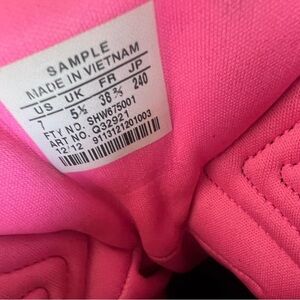 SAMPLE
MADE IN VIETNAM
US UK FR JP
7 5½ 38⅔ 240
FTY NO. SHW675001
ART NO. Q32921
12/12 9113121201003